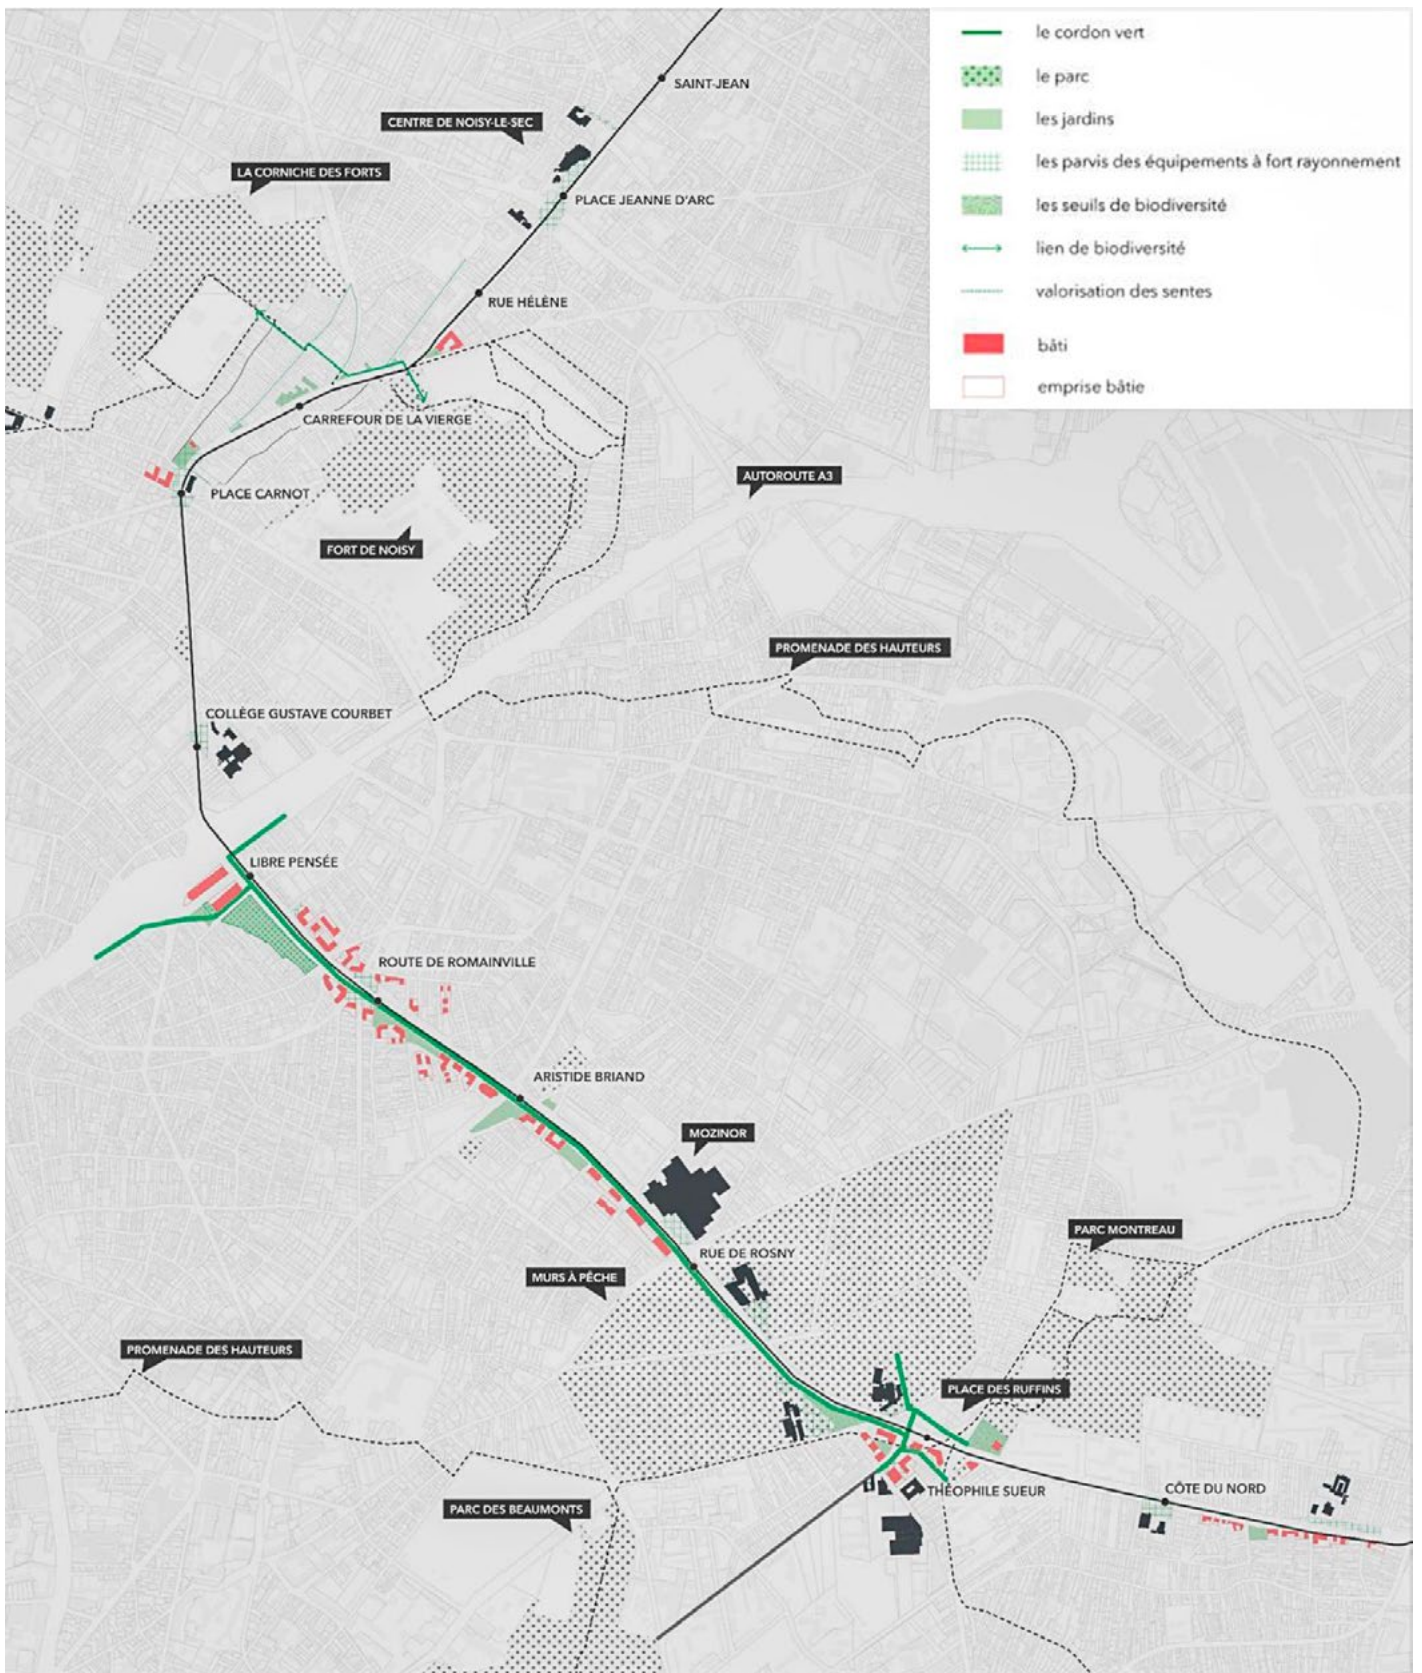 le cordon vert
le parc
les jardins
les parvis des équipements à fort rayonnement
les seuils de biodiversité
lien de biodiversité
valorisation des sentes
bâti
emprise bâtie
SAINT-JEAN
CENTRE DE NOISY-LE-SEC
LA CORNICHE DES FORTS
PLACE JEANNE D'ARC
RUE HÉLÈNE
CARREFOUR DE LA VIERGE
AUTOROUTE A3
PLACE CARNOT
FORT DE NOISY
PROMENADE DES HAUTEURS
COLLÈGE GUSTAVE COURBET
LIBRE PENSÉE
ROUTE DE ROMAINVILLE
ARISTIDE BRIAND
MOZINOR
PARC MONTREAU
RUE DE ROSNY
MURS À PÊCHE
PROMENADE DES HAUTEURS
PLACE DES RUFFINS
THÉOPHILE SUEUR
CÔTE DU NORD
PARC DES BEAUMONTS